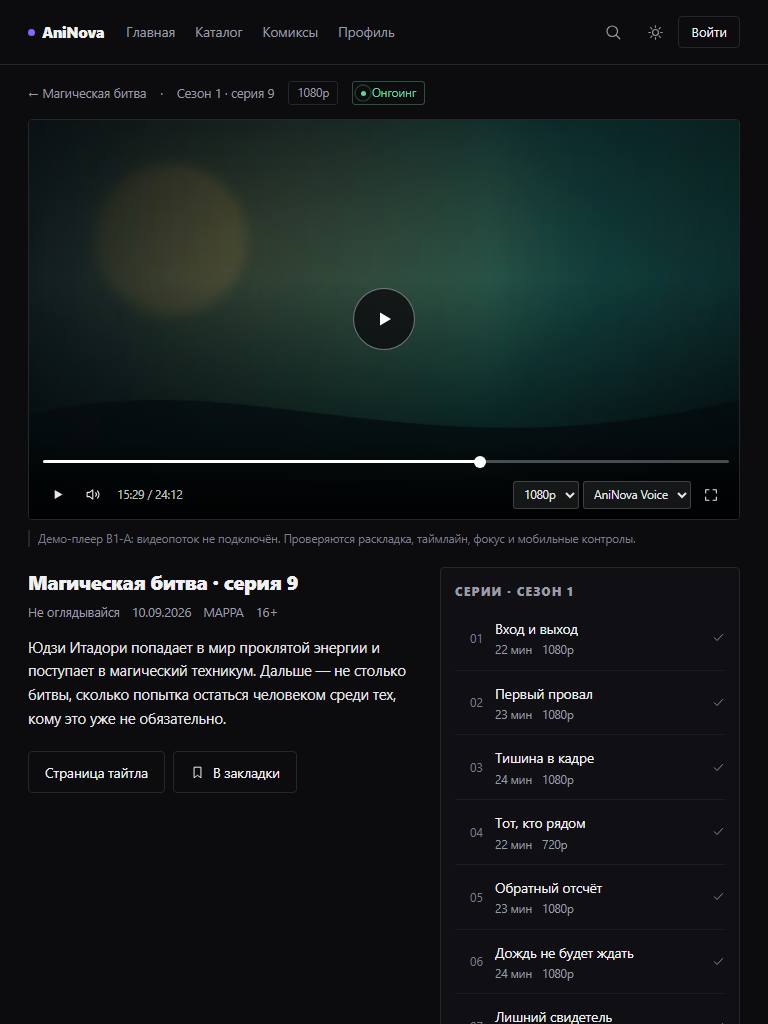 AniNova Главная Каталог Комиксы Профиль Войти
← Магическая битва · Сезон 1 · серия 9 1080p Онгоинг
15:29 / 24:12 1080p AniNova Voice
Демо-плеер B1-A: видеопоток не подключён. Проверяются раскладка, таймлайн, фокус и мобильные контролы.
Магическая битва · серия 9
Не оглядывайся 10.09.2026 MAPPA 16+
Юдзи Итадори попадает в мир проклятой энергии и
поступает в магический техникум. Дальше — не столько
битвы, сколько попытка остаться человеком среди тех,
кому это уже не обязательно.
Страница тайтла В закладки
СЕРИИ · СЕЗОН 1
01 Вход и выход
22 мин 1080p
02 Первый провал
23 мин 1080p
03 Тишина в кадре
24 мин 1080p
04 Тот, кто рядом
22 мин 720p
05 Обратный отсчёт
23 мин 1080p
06 Дождь не будет ждать
24 мин 1080p
Лишний свидетель